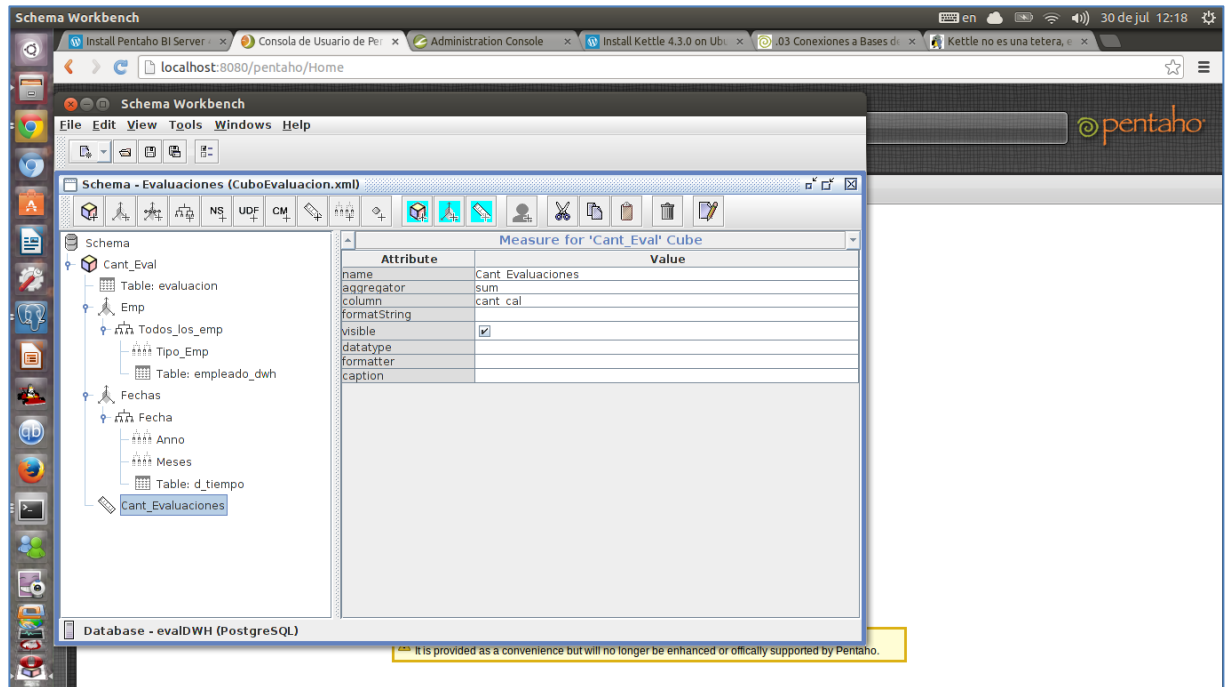 Schema Workbench en 30 de jul 12:18
Install Pentaho BI Server Consola de Usuario de Per Administration Console Install Kettle 4.3.0 on Ubu .03 Conexiones a Bases de Kettle no es una tetera, e
localhost:8080/pentaho/Home
Schema Workbench
pentaho
File Edit View Tools Windows Help
Schema - Evaluaciones (CuboEvaluacion.xml)
NS UDF CM
Schema
Cant_Eval
Table: evaluacion
Emp
Todos_los_emp
Tipo_Emp
Table: empleado_dwh
Fechas
Fecha
Anno
Meses
Table: d_tiempo
Cant_Evaluaciones
Measure for 'Cant_Eval' Cube
Attribute Value
name Cant_Evaluaciones
aggregator sum
column cant_cal
formatString
visible
datatype
formatter
caption
Database - evalDWH (PostgreSQL)
It is provided as a convenience but will no longer be enhanced or offically supported by Pentaho.